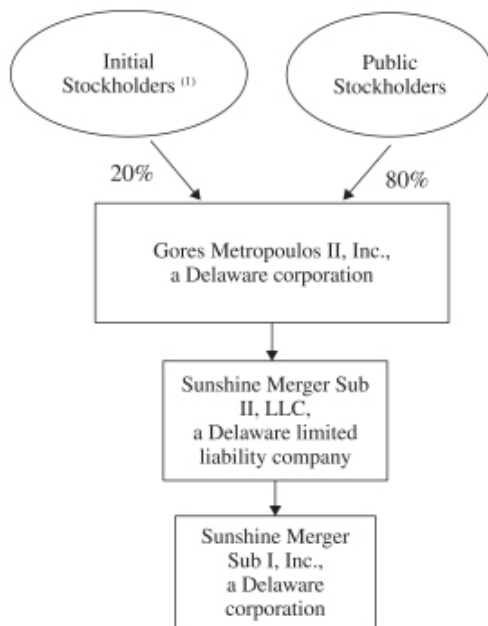 Initial
Stockholders (1)
Public
Stockholders
20%
80%
Gores Metropoulos II, Inc.,
a Delaware corporation
Sunshine Merger Sub
II, LLC,
a Delaware limited
liability company
Sunshine Merger
Sub I, Inc.,
a Delaware
corporation